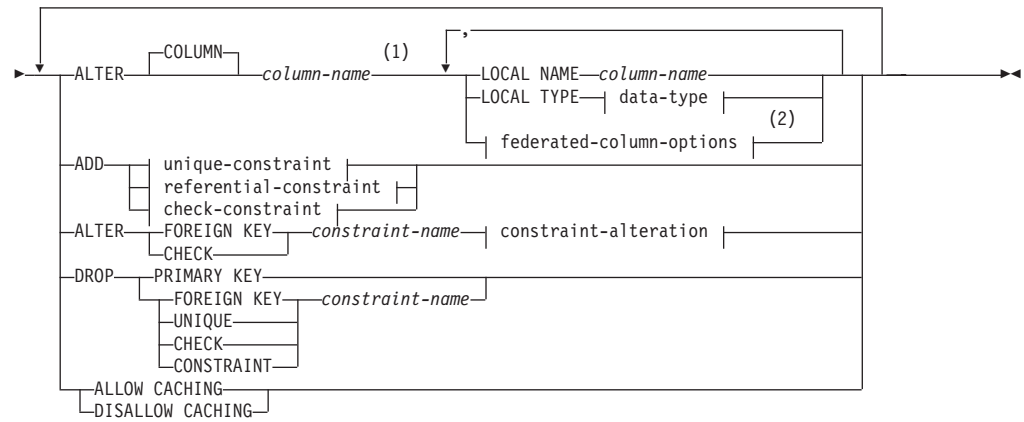 ,
COLUMN (1)
ALTER column-name LOCAL NAME column-name
LOCAL TYPE data-type
(2)
federated-column-options
ADD unique-constraint
referential-constraint
check-constraint
ALTER FOREIGN KEY constraint-name constraint-alteration
CHECK
DROP PRIMARY KEY
FOREIGN KEY constraint-name
UNIQUE
CHECK
CONSTRAINT
ALLOW CACHING
DISALLOW CACHING